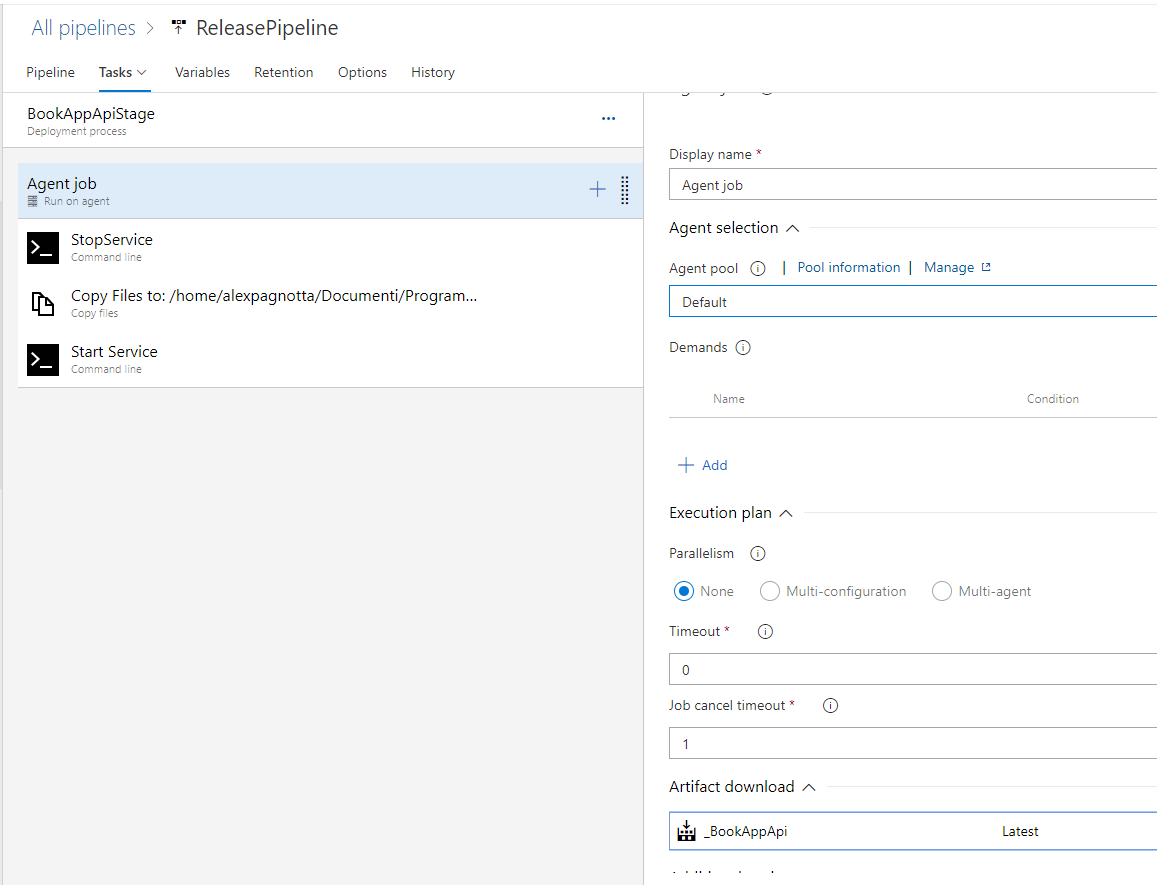 All pipelines > ReleasePipeline
Pipeline Tasks Variables Retention Options History
BookAppApiStage
Deployment process
...
Agent job
Run on agent
StopService
Command line
Copy Files to: /home/alexpagnotta/Documenti/Program...
Copy files
Start Service
Command line
Display name *
Agent job
Agent selection
Agent pool | Pool information | Manage
Default
Demands
Name Condition
+ Add
Execution plan
Parallelism
None Multi-configuration Multi-agent
Timeout *
0
Job cancel timeout *
1
Artifact download
_BookAppApi Latest